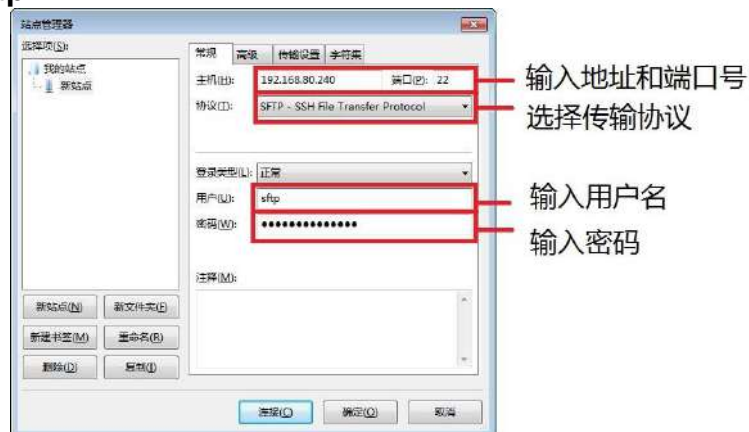 站点管理器
选择项(S):
我的站点
新站点
常规 高级 传输设置 字符集
主机(H): 192.168.80.240 端口(P): 22
协议(T): SFTP - SSH File Transfer Protocol
登录类型(L): 正常
用户(U): sftp
密码(W): ●●●●●●●●●●●●●●
注释(M):
新站点(N) 新文件夹(F)
新建书签(M) 重命名(R)
删除(D) 复制(I)
连接(C) 确定(O) 取消
输入地址和端口号
选择传输协议
输入用户名
输入密码